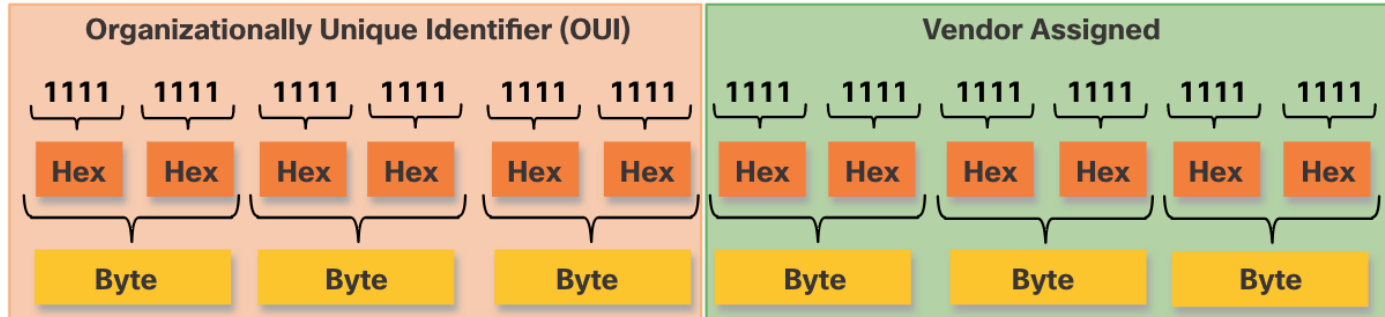 Organizationally Unique Identifier (OUI) Vendor Assigned
1111 1111 1111 1111 1111 1111 1111 1111 1111 1111 1111 1111
Hex Hex Hex Hex Hex Hex Hex Hex Hex Hex Hex Hex
Byte Byte Byte Byte Byte Byte